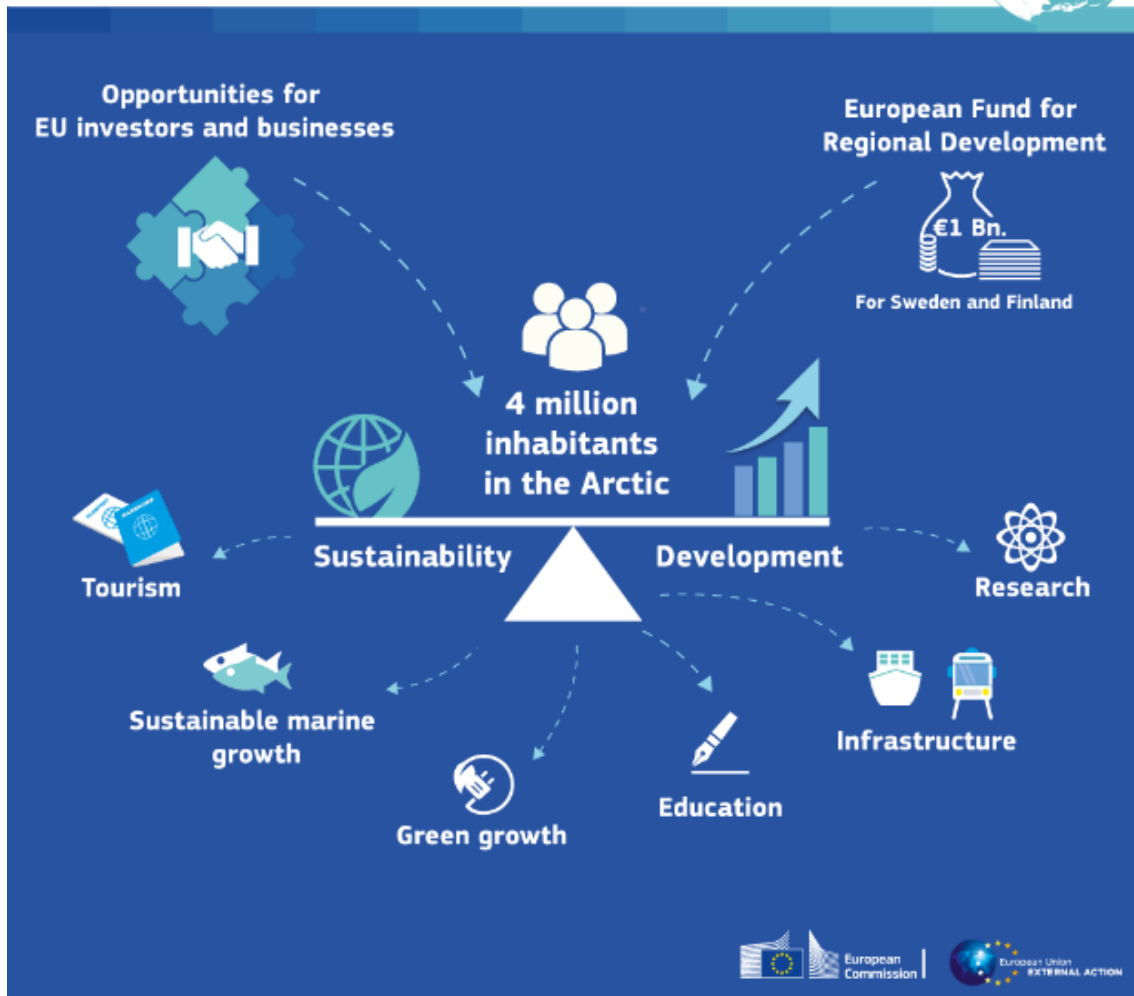 Opportunities for
EU investors and businesses
European Fund for
Regional Development
€1 Bn.
For Sweden and Finland
4 million
inhabitants
in the Arctic
Sustainability
Development
Tourism
Research
Sustainable marine
growth
Infrastructure
Green growth
Education
European
Commission
European Union
EXTERNAL ACTION